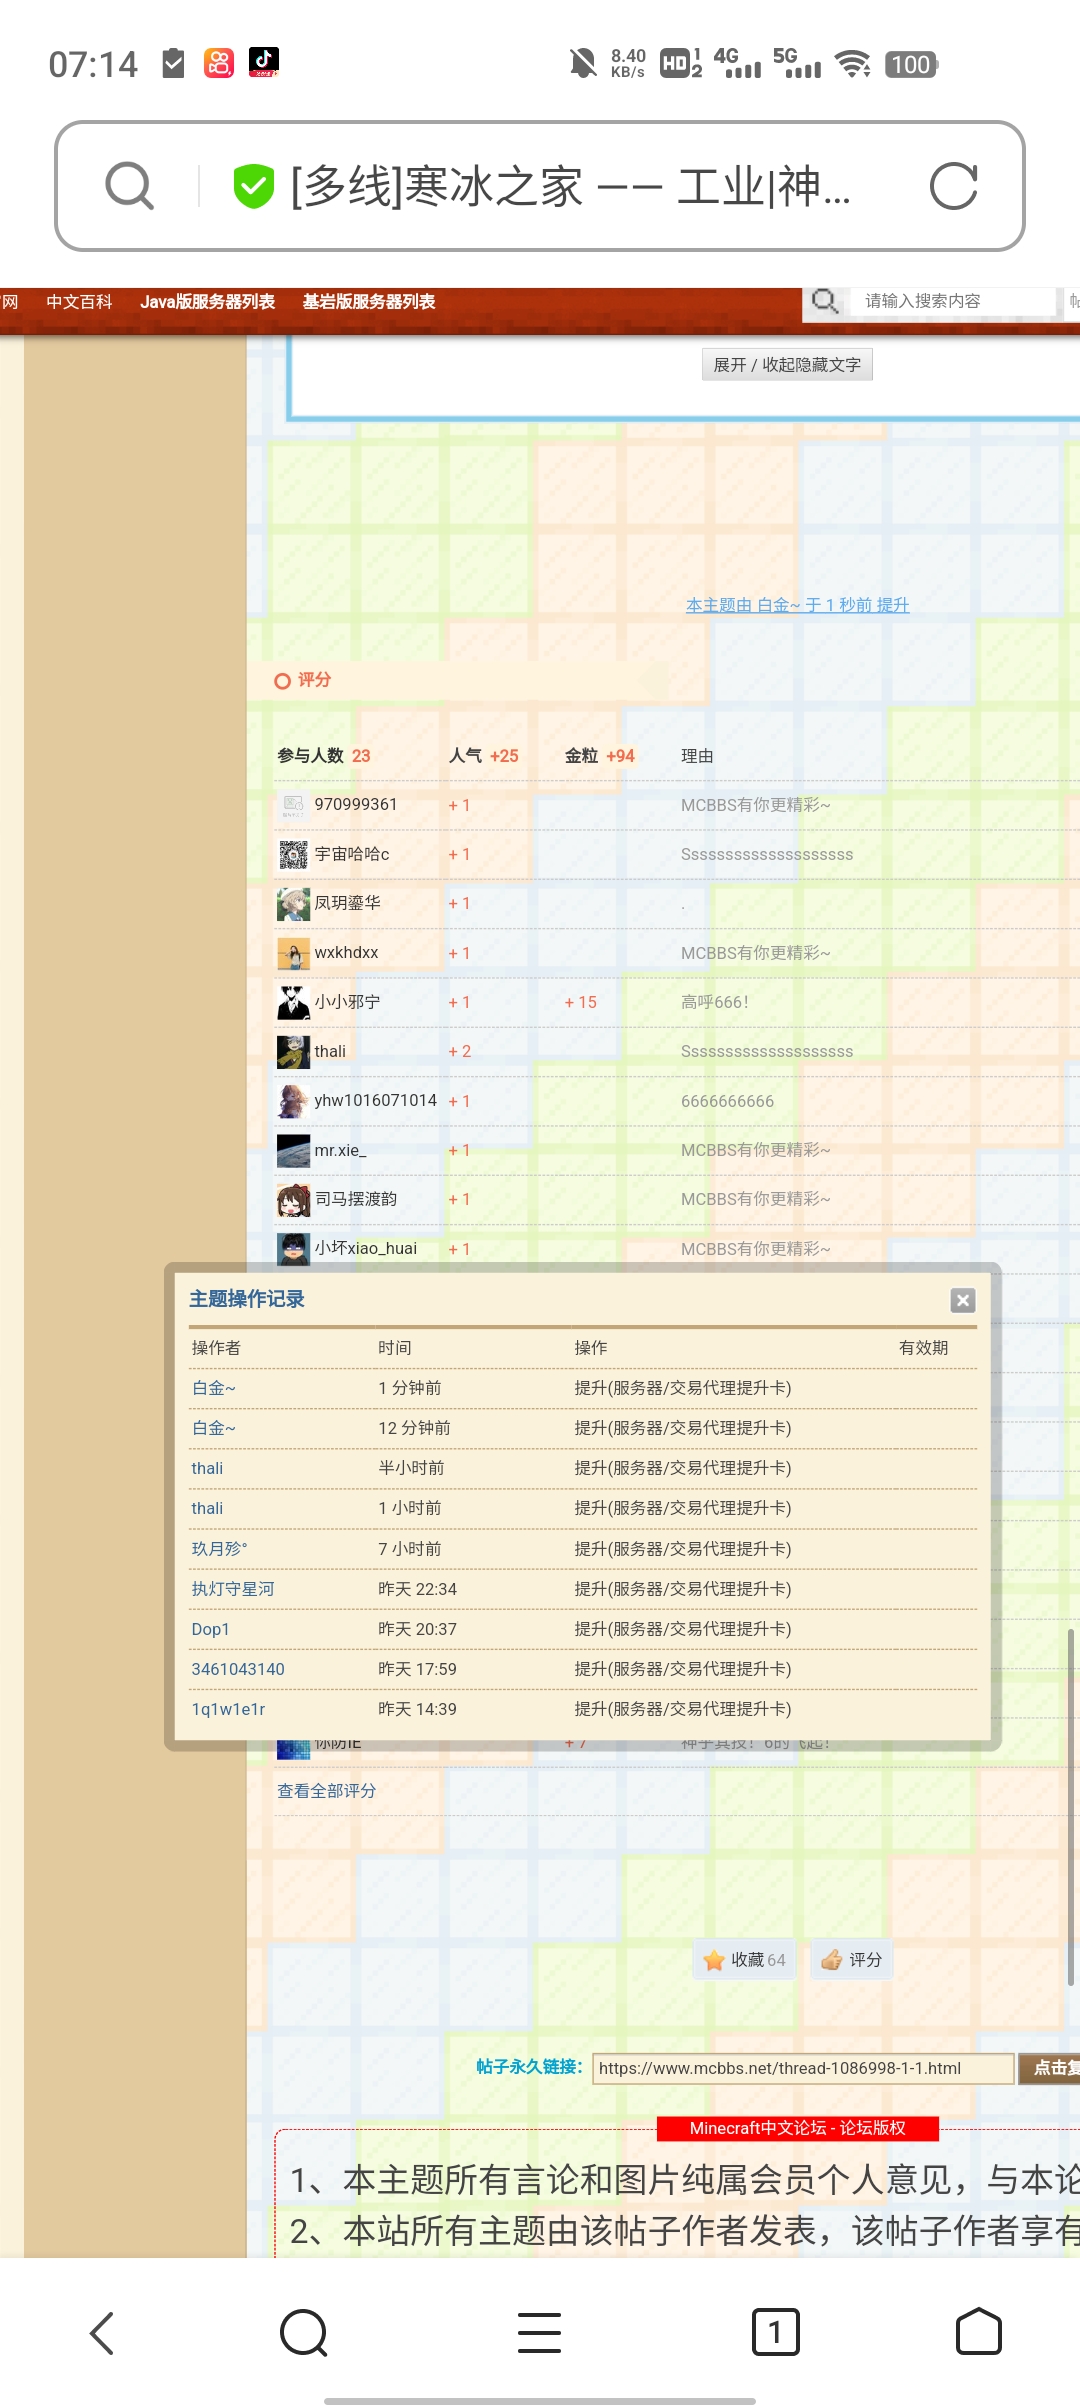 07:14
8.40 KB/s HD 1 2 4G 5G 100
[多线]寒冰之家 —— 工业|神...
网 中文百科 Java版服务器列表 基岩版服务器列表 请输入搜索内容 帖
展开 / 收起隐藏文字
本主题由 白金~ 于 1 秒前 提升
评分
参与人数 23 人气 +25 金粒 +94 理由
970999361 + 1 MCBBS有你更精彩~
宇宙哈哈c + 1 Ssssssssssssssssssss
凤玥鎏华 + 1 .
wxkhdxx + 1 MCBBS有你更精彩~
小小邪宁 + 1 + 15 高呼666!
thali + 2 Ssssssssssssssssssss
yhw1016071014 + 1 6666666666
mr.xie_ + 1 MCBBS有你更精彩~
司马摆渡韵 + 1 MCBBS有你更精彩~
小坏xiao_huai + 1 MCBBS有你更精彩~
主题操作记录
操作者 时间 操作 有效期
白金~ 1 分钟前 提升(服务器/交易代理提升卡)
白金~ 12 分钟前 提升(服务器/交易代理提升卡)
thali 半小时前 提升(服务器/交易代理提升卡)
thali 1 小时前 提升(服务器/交易代理提升卡)
玖月殄° 7 小时前 提升(服务器/交易代理提升卡)
执灯守星河 昨天 22:34 提升(服务器/交易代理提升卡)
Dop1 昨天 20:37 提升(服务器/交易代理提升卡)
3461043140 昨天 17:59 提升(服务器/交易代理提升卡)
1q1w1e1r 昨天 14:39 提升(服务器/交易代理提升卡)
+ 7
查看全部评分
收藏 64 评分
帖子永久链接: https://www.mcbbs.net/thread-1086998-1-1.html 点击复
Minecraft中文论坛 - 论坛版权
1、本主题所有言论和图片纯属会员个人意见，与本论
2、本站所有主题由该帖子作者发表，该帖子作者享有
1